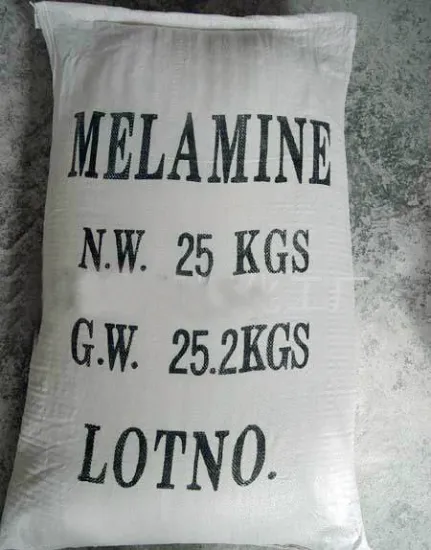 MELAMINE
N.W. 25 KGS
G.W. 25.2KGS
LOTNO.